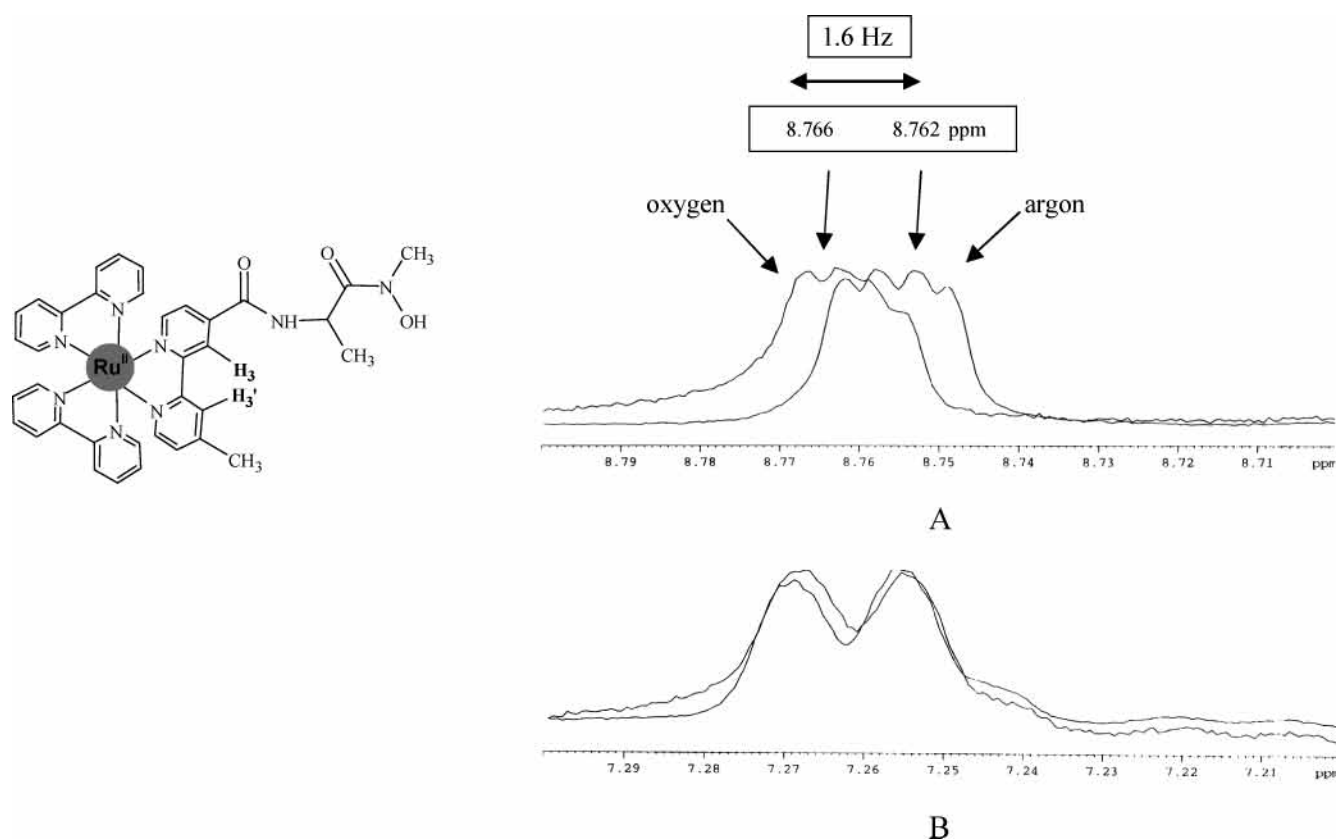 1.6 Hz
8.766 8.762 ppm
oxygen argon
8.79 8.78 8.77 8.76 8.75 8.74 8.73 8.72 8.71 ppm
A
7.29 7.28 7.27 7.26 7.25 7.24 7.23 7.22 7.21 ppm
B
O
O
CH₃
N
NH
OH
CH₃
N
N
N
N
N
N
Ruᴵᴵ
H₃
H₃'
CH₃